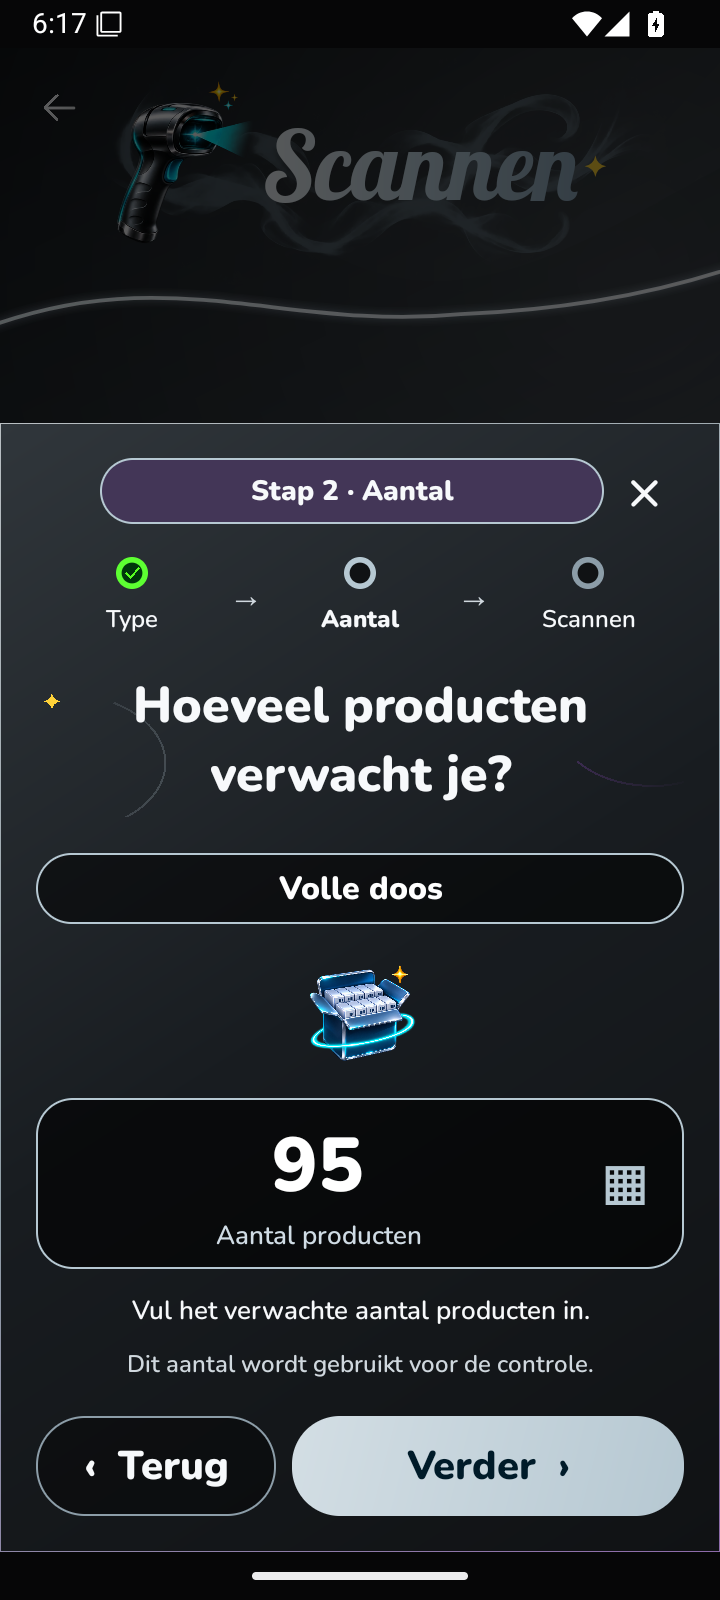 6:17
Scannen
Stap 2 · Aantal
Type → Aantal → Scannen
Hoeveel producten
verwacht je?
Volle doos
95
Aantal producten
Vul het verwachte aantal producten in.
Dit aantal wordt gebruikt voor de controle.
‹ Terug
Verder ›